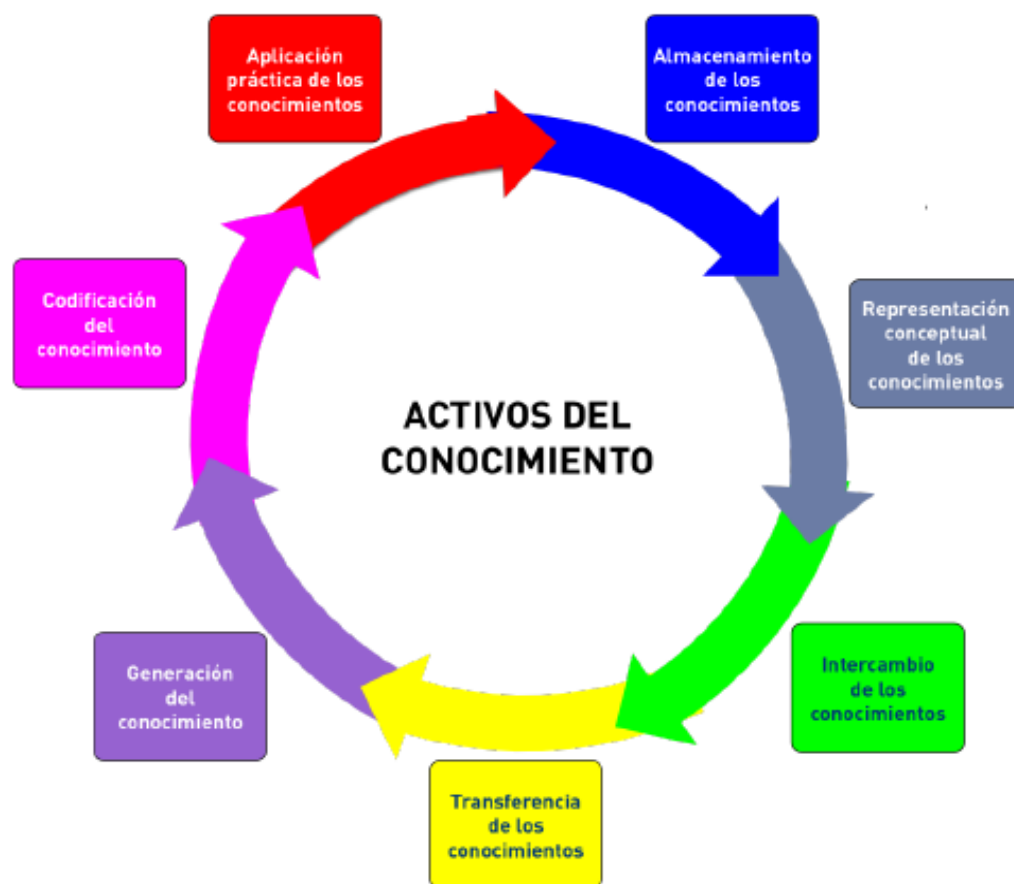 Aplicación
práctica de los
conocimientos
Almacenamiento
de los
conocimientos
Representación
conceptual
de los
conocimientos
Intercambio
de los
conocimientos
Transferencia
de los
conocimientos
Generación
del
conocimiento
Codificación
del
conocimiento
ACTIVOS DEL
CONOCIMIENTO